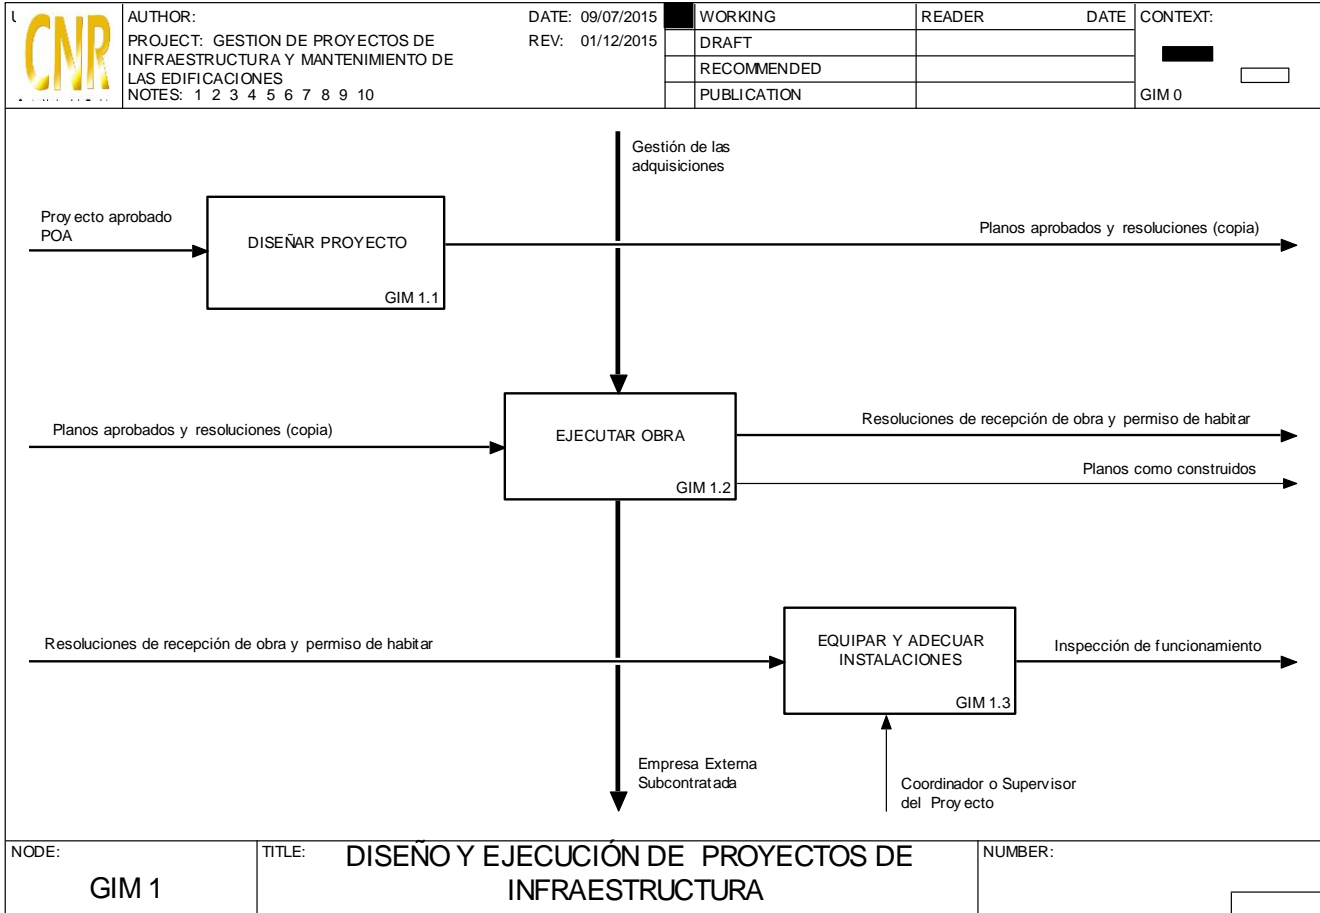 CNR
AUTHOR:
DATE: 09/07/2015
PROJECT: GESTION DE PROYECTOS DE
INFRAESTRUCTURA Y MANTENIMIENTO DE
LAS EDIFICACIONES
REV: 01/12/2015
NOTES: 1 2 3 4 5 6 7 8 9 10
WORKING
DRAFT
RECOMMENDED
PUBLICATION
READER DATE
CONTEXT:
GIM 0
Gestión de las
adquisiciones
Proyecto aprobado
POA
DISEÑAR PROYECTO
GIM 1.1
Planos aprobados y resoluciones (copia)
Planos aprobados y resoluciones (copia)
EJECUTAR OBRA
GIM 1.2
Resoluciones de recepción de obra y permiso de habitar
Planos como construidos
Resoluciones de recepción de obra y permiso de habitar
EQUIPAR Y ADECUAR
INSTALACIONES
GIM 1.3
Inspección de funcionamiento
Empresa Externa
Subcontratada
Coordinador o Supervisor
del Proyecto
NODE:
GIM 1
TITLE:
DISEÑO Y EJECUCIÓN DE PROYECTOS DE
INFRAESTRUCTURA
NUMBER: